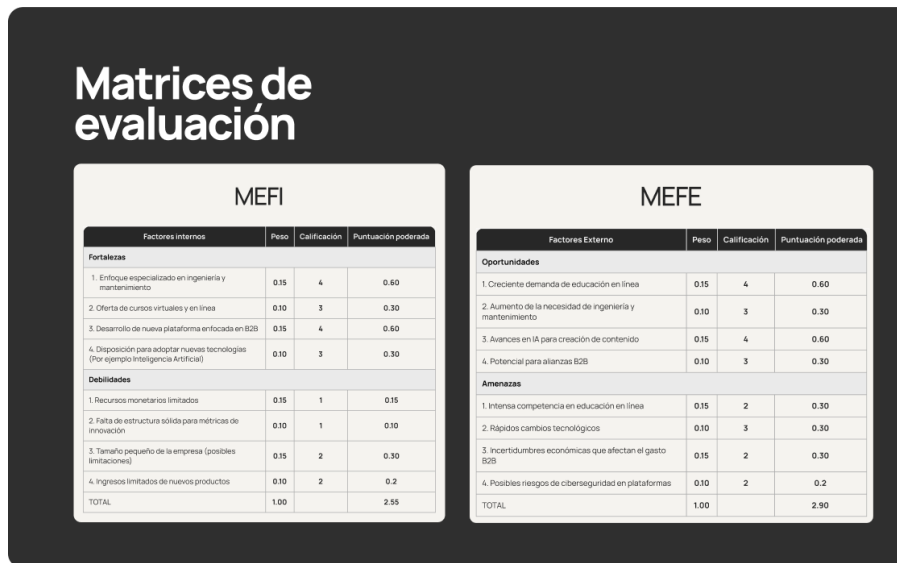 Matrices de
evaluación
MEFI
Factores internos Peso Calificación Puntuación poderada
Fortalezas
1. Enfoque especializado en ingeniería y
mantenimiento 0.15 4 0.60
2. Oferta de cursos virtuales y en línea 0.10 3 0.30
3. Desarrollo de nueva plataforma enfocada en B2B 0.15 4 0.60
4. Disposición para adoptar nuevas tecnologías
(Por ejemplo Inteligencia Artificial) 0.10 3 0.30
Debilidades
1. Recursos monetarios limitados 0.15 1 0.15
2. Falta de estructura sólida para métricas de
innovación 0.10 1 0.10
3. Tamaño pequeño de la empresa (posibles
limitaciones) 0.15 2 0.30
4. Ingresos limitados de nuevos productos 0.10 2 0.2
TOTAL 1.00 2.55
MEFE
Factores Externo Peso Calificación Puntuación poderada
Oportunidades
1. Creciente demanda de educación en línea 0.15 4 0.60
2. Aumento de la necesidad de ingeniería y
mantenimiento 0.10 3 0.30
3. Avances en IA para creación de contenido 0.15 4 0.60
4. Potencial para alianzas B2B 0.10 3 0.30
Amenazas
1. Intensa competencia en educación en línea 0.15 2 0.30
2. Rápidos cambios tecnológicos 0.10 3 0.30
3. Incertidumbres económicas que afectan el gasto
B2B 0.15 2 0.30
4. Posibles riesgos de ciberseguridad en plataformas 0.10 2 0.2
TOTAL 1.00 2.90